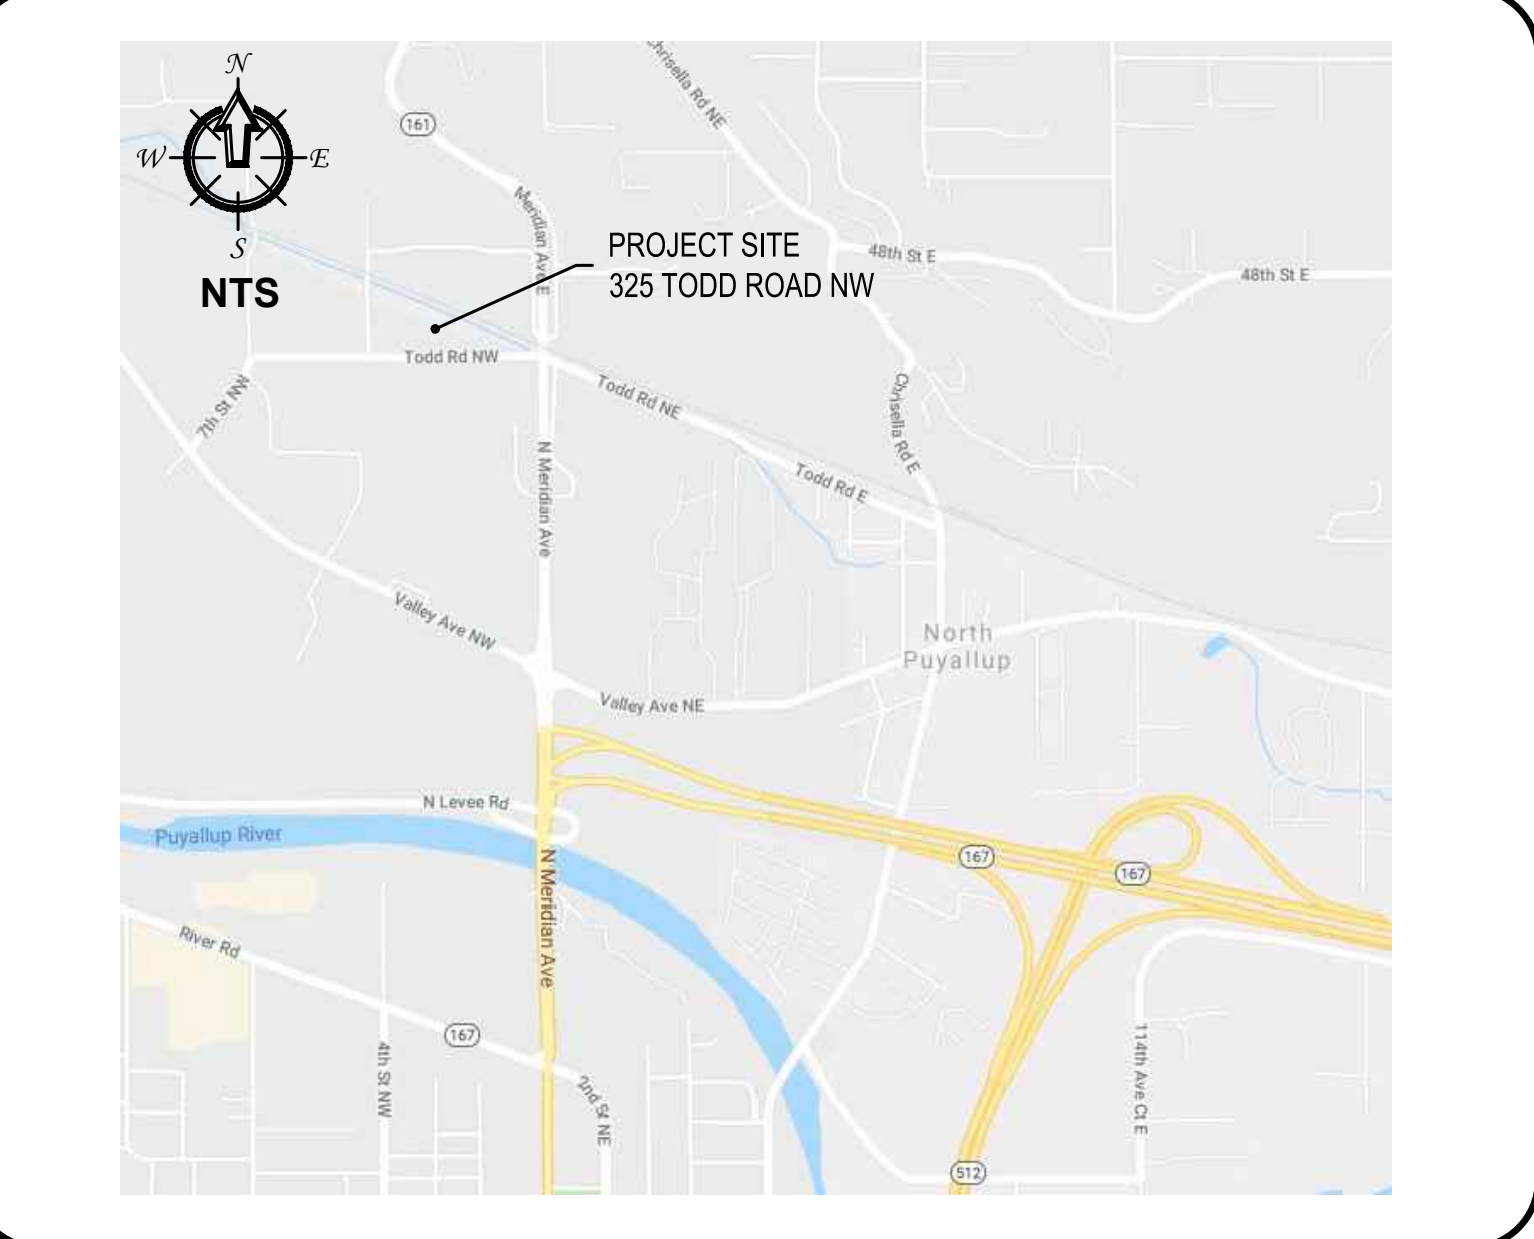 N
W
E
S
NTS
161
Chrisella Rd NE
Meridian Ave E
PROJECT SITE
325 TODD ROAD NW
48th St E
48th St E
Todd Rd NW
7th St NW
Todd Rd NE
Chrisella Rd E
N Meridian Ave
Todd Rd E
Valley Ave NW
North
Puyallup
Valley Ave NE
N Levee Rd
Puyallup River
167
167
N Meridian Ave
River Rd
167
4th St NW
2nd St NE
114th Ave Ct E
512